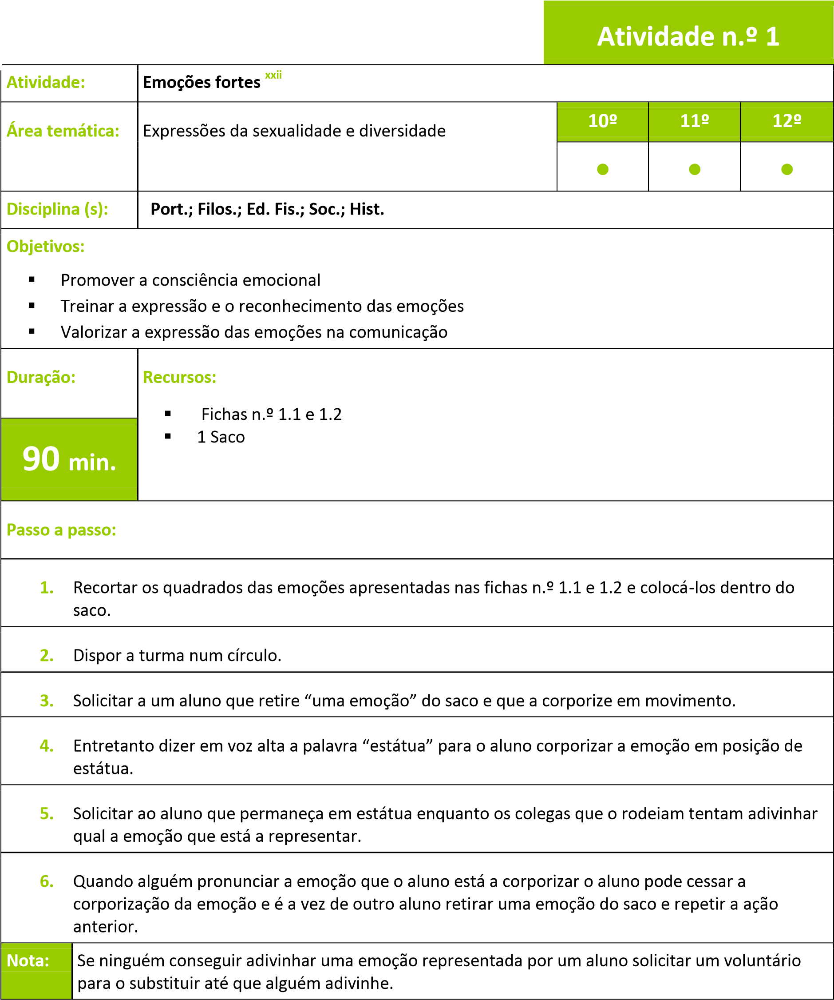 Atividade n.º 1
Atividade:
Emoções fortes xxii
Área temática:
Expressões da sexualidade e diversidade
10º
11º
12º
●
●
●
Disciplina (s):
Port.; Filos.; Ed. Fis.; Soc.; Hist.
Objetivos:
▪ Promover a consciência emocional
▪ Treinar a expressão e o reconhecimento das emoções
▪ Valorizar a expressão das emoções na comunicação
Duração:
90 min.
Recursos:
▪ Fichas n.º 1.1 e 1.2
▪ 1 Saco
Passo a passo:
1. Recortar os quadrados das emoções apresentadas nas fichas n.º 1.1 e 1.2 e colocá-los dentro do
saco.
2. Dispor a turma num círculo.
3. Solicitar a um aluno que retire “uma emoção” do saco e que a corporize em movimento.
4. Entretanto dizer em voz alta a palavra “estátua” para o aluno corporizar a emoção em posição de
estátua.
5. Solicitar ao aluno que permaneça em estátua enquanto os colegas que o rodeiam tentam adivinhar
qual a emoção que está a representar.
6. Quando alguém pronunciar a emoção que o aluno está a corporizar o aluno pode cessar a
corporização da emoção e é a vez de outro aluno retirar uma emoção do saco e repetir a ação
anterior.
Nota:
Se ninguém conseguir adivinhar uma emoção representada por um aluno solicitar um voluntário
para o substituir até que alguém adivinhe.